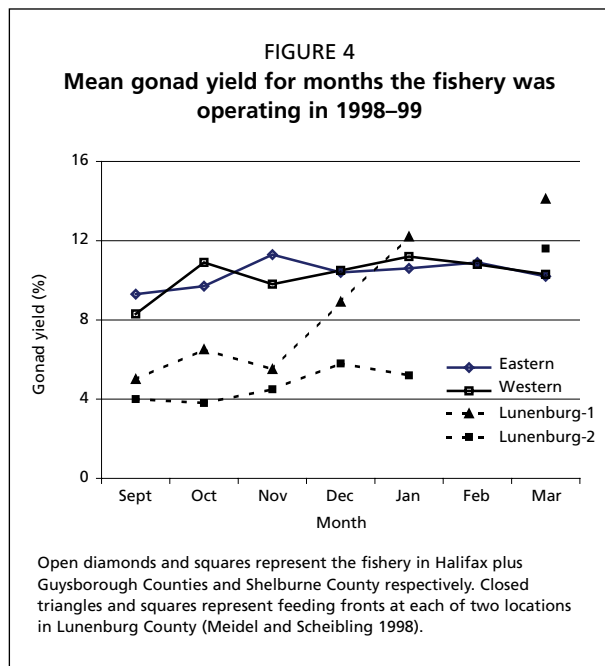 FIGURE 4
Mean gonad yield for months the fishery was
operating in 1998–99
16
12
8
4
0
Gonad yield (%)
Eastern
Western
Lunenburg-1
Lunenburg-2
Sept Oct Nov Dec Jan Feb Mar
Month
Open diamonds and squares represent the fishery in Halifax plus
Guysborough Counties and Shelburne County respectively. Closed
triangles and squares represent feeding fronts at each of two locations
in Lunenburg County (Meidel and Scheibling 1998).